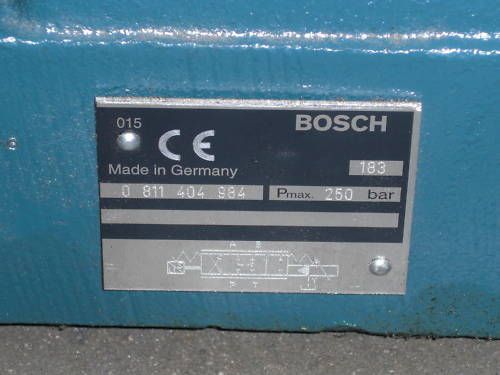 015
CE
BOSCH
Made in Germany
183
0 811 404 984
Pmax. 250 bar
A B
P T